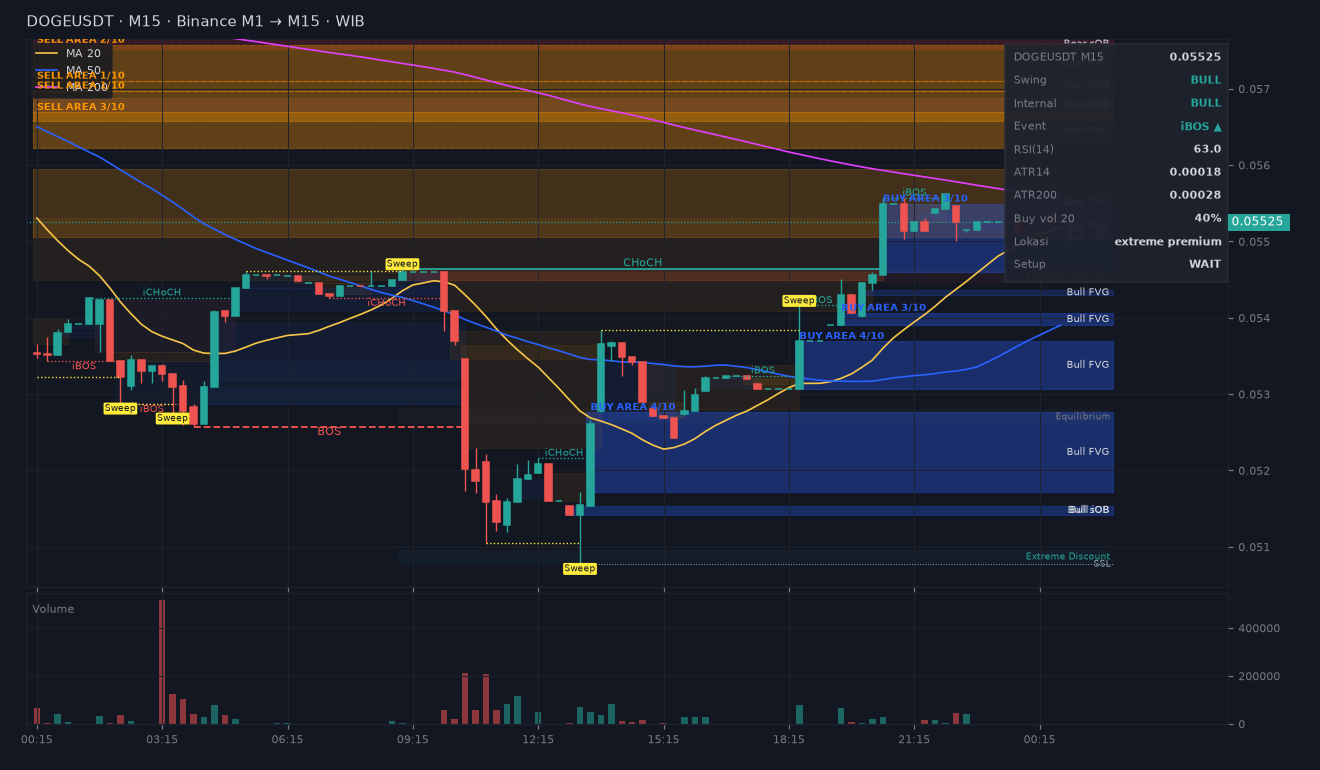 DOGEUSDT · M15 · Binance M1 → M15 · WIB
SELL AREA 2/10
MA 20
MA 50
SELL AREA 1/10
MA 200
SELL AREA 3/10
Bear sOB
DOGEUSDT M15 0.05525
Swing BULL
Internal BULL
Event iBOS ▲
RSI(14) 63.0
ATR14 0.00018
ATR200 0.00028
Buy vol 20 40%
Lokasi extreme premium
Setup WAIT
0.057
0.056
0.05525
0.055
0.054
0.053
0.052
0.051
iBOS
BUY AREA 3/10
Sweep
CHoCH
iCHoCH
iCHoCH
Sweep
BUY AREA 3/10
BUY AREA 4/10
Bull FVG
Bull FVG
Bull FVG
iBOS
iBOS
Sweep
iBOS
Sweep
BOS
BUY AREA 4/10
Equilibrium
Bull FVG
iCHoCH
Bull sOB
Extreme Discount
SSL
Sweep
Volume
400000
200000
0
00:15
03:15
06:15
09:15
12:15
15:15
18:15
21:15
00:15